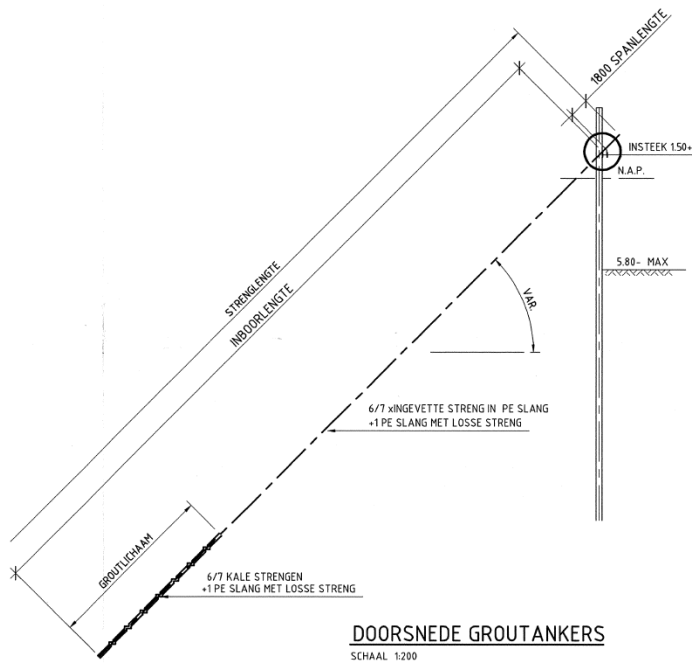 1800 SPANLENGTE
INSTEEK 1.50+
N.A.P.
5.80- MAX
STRENGLENGTE
INBOORLENGTE
VAR.
6/7 xINGEVETTE STRENG IN PE SLANG
+1 PE SLANG MET LOSSE STRENG
GROUTLICHAAM
6/7 KALE STRENGEN
+1 PE SLANG MET LOSSE STRENG
DOORSNEDE GROUTANKERS
SCHAAL 1:200